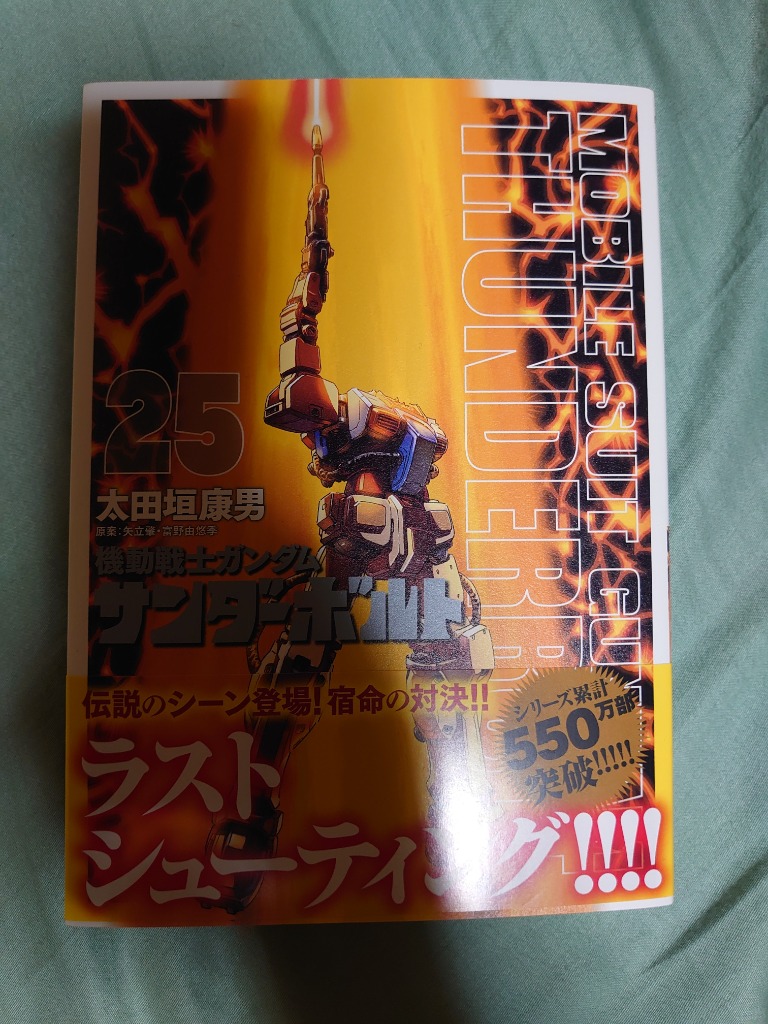 MOBILE SUIT GU
THUNDERB
25
太田垣康男
原案：矢立肇・富野由悠季
機動戦士ガンダム
サンダーボルト
伝説のシーン登場！宿命の対決!!
シリーズ累計
550万部
突破!!!!!
ラスト
シューティング!!!!